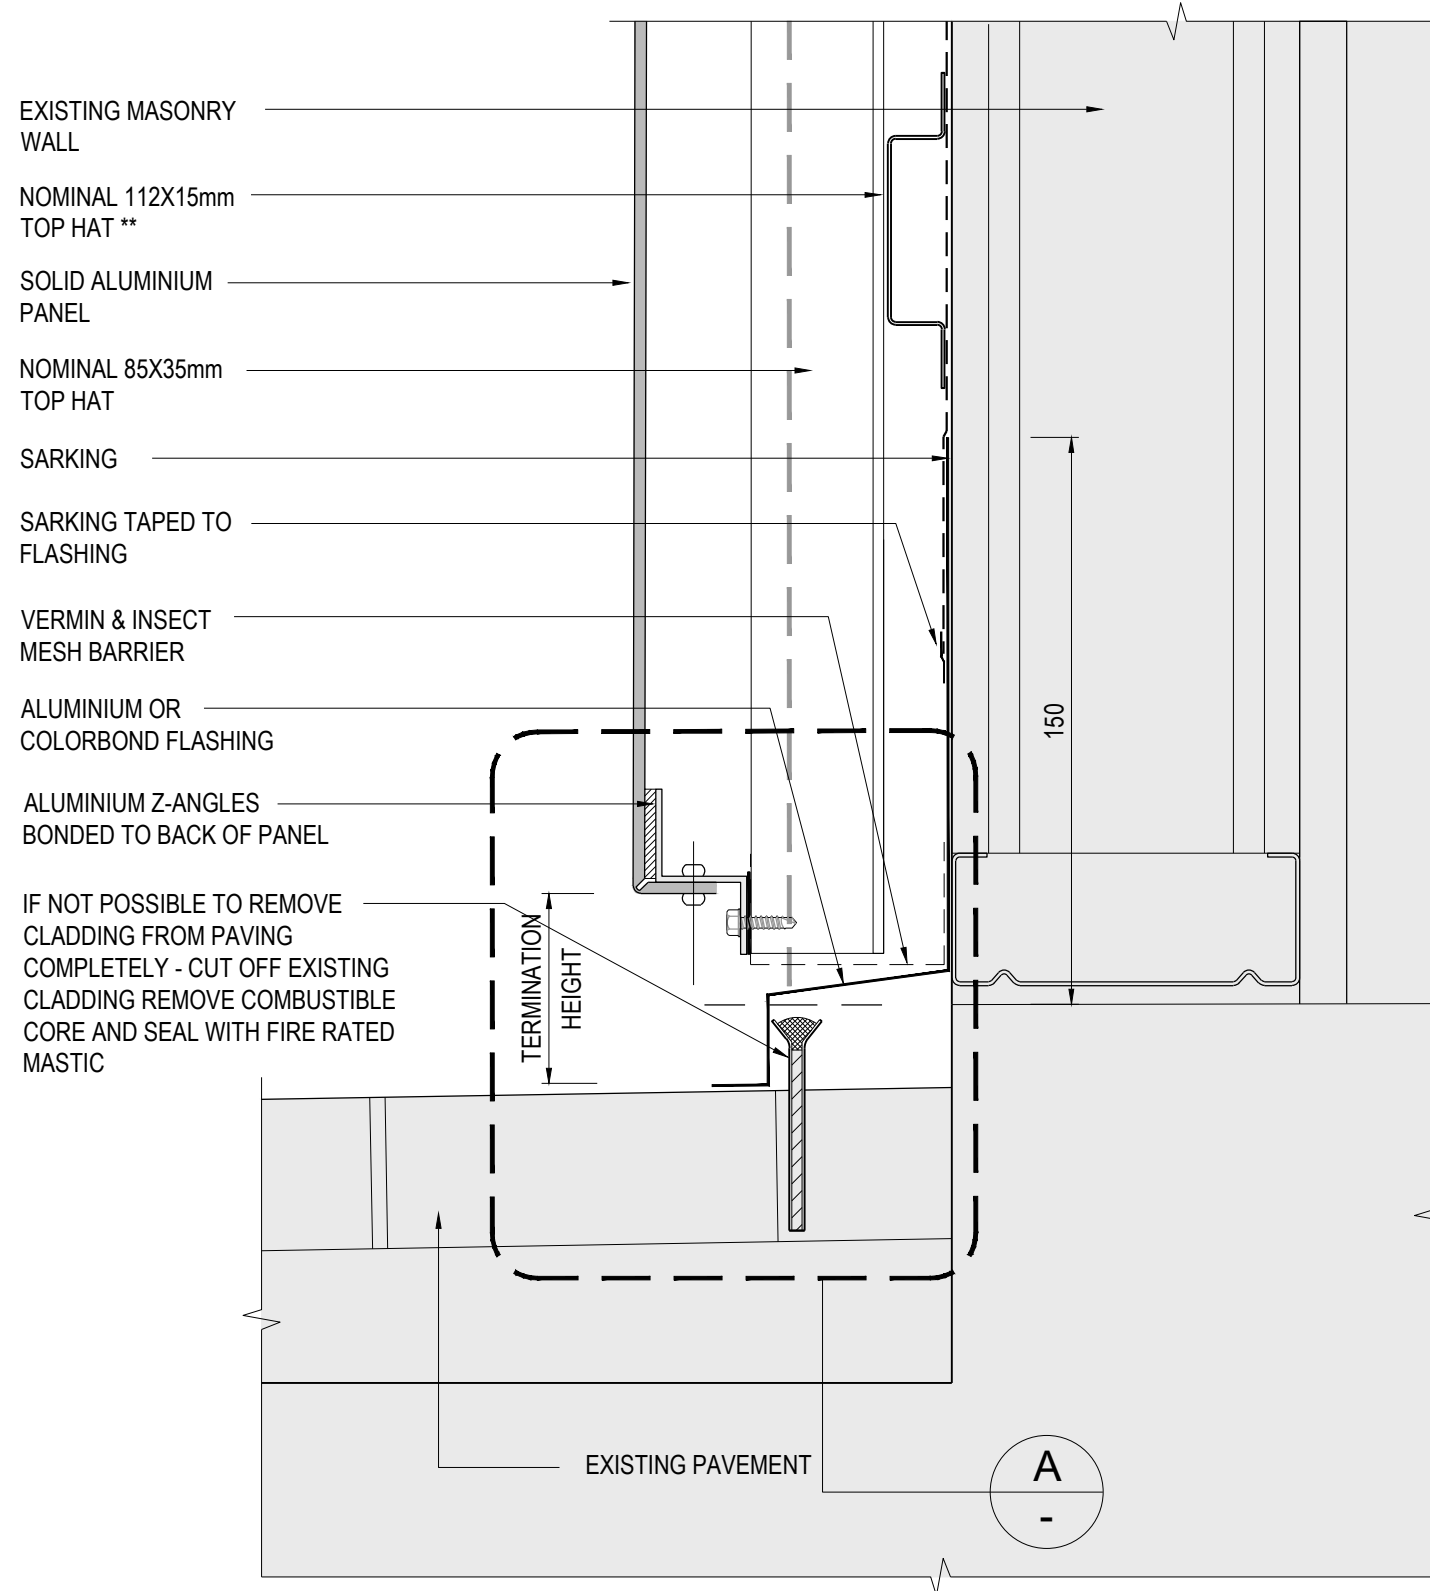 EXISTING MASONRY
WALL
NOMINAL 112X15mm
TOP HAT **
SOLID ALUMINIUM
PANEL
NOMINAL 85X35mm
TOP HAT
SARKING
SARKING TAPED TO
FLASHING
VERMIN & INSECT
MESH BARRIER
ALUMINIUM OR
COLORBOND FLASHING
ALUMINIUM Z-ANGLES
BONDED TO BACK OF PANEL
IF NOT POSSIBLE TO REMOVE
CLADDING FROM PAVING
COMPLETELY - CUT OFF EXISTING
CLADDING REMOVE COMBUSTIBLE
CORE AND SEAL WITH FIRE RATED
MASTIC
TERMINATION
HEIGHT
150
EXISTING PAVEMENT
A
-